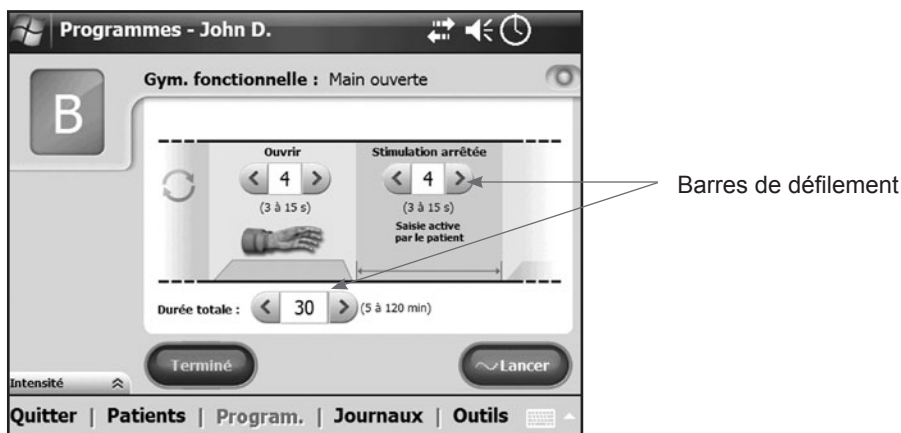 Programmes - John D.
Gym. fonctionnelle : Main ouverte
B
Ouvrir
4
(3 à 15 s)
Stimulation arrêtée
4
(3 à 15 s)
Saisie active
par le patient
Durée totale : 30 (5 à 120 min)
Terminé
Lancer
Intensité
Quitter | Patients | Program. | Journaux | Outils
Barres de défilement